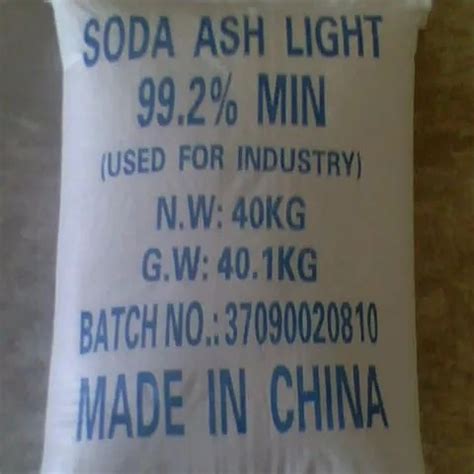 SODA ASH LIGHT
99.2% MIN
(USED FOR INDUSTRY)
N.W: 40KG
G.W: 40.1KG
BATCH NO.: 37090020810
MADE IN CHINA